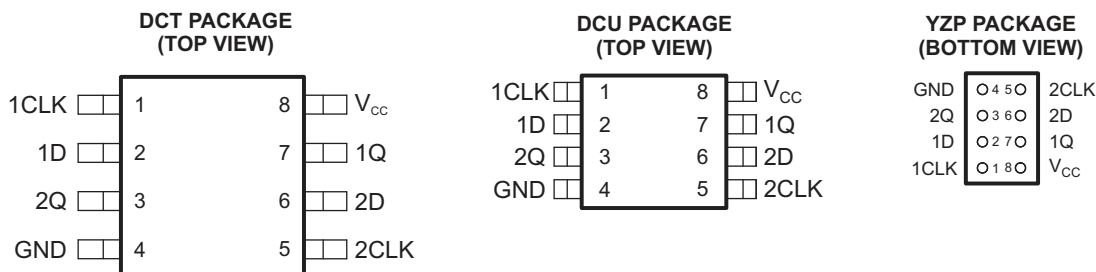 DCT PACKAGE
(TOP VIEW)
1CLK 1 8 VCC
1D 2 7 1Q
2Q 3 6 2D
GND 4 5 2CLK
DCU PACKAGE
(TOP VIEW)
1CLK 1 8 VCC
1D 2 7 1Q
2Q 3 6 2D
GND 4 5 2CLK
YZP PACKAGE
(BOTTOM VIEW)
GND 4 5 2CLK
2Q 3 6 2D
1D 2 7 1Q
1CLK 1 8 VCC